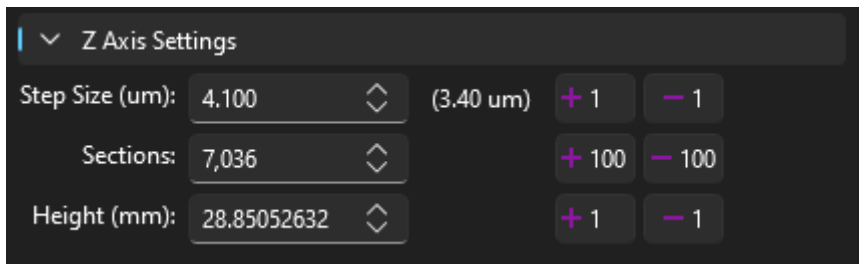 Z Axis Settings
Step Size (um): 4.100 (3.40 um) + 1 − 1
Sections: 7,036 + 100 − 100
Height (mm): 28.85052632 + 1 − 1